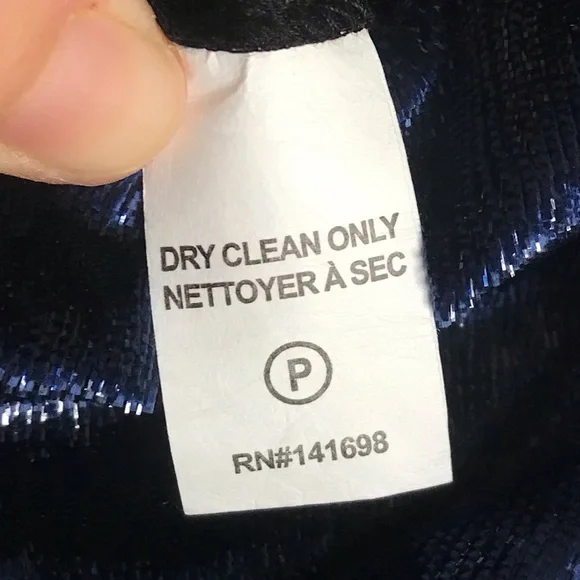 DRY CLEAN ONLY
NETTOYER À SEC
P
RN#141698